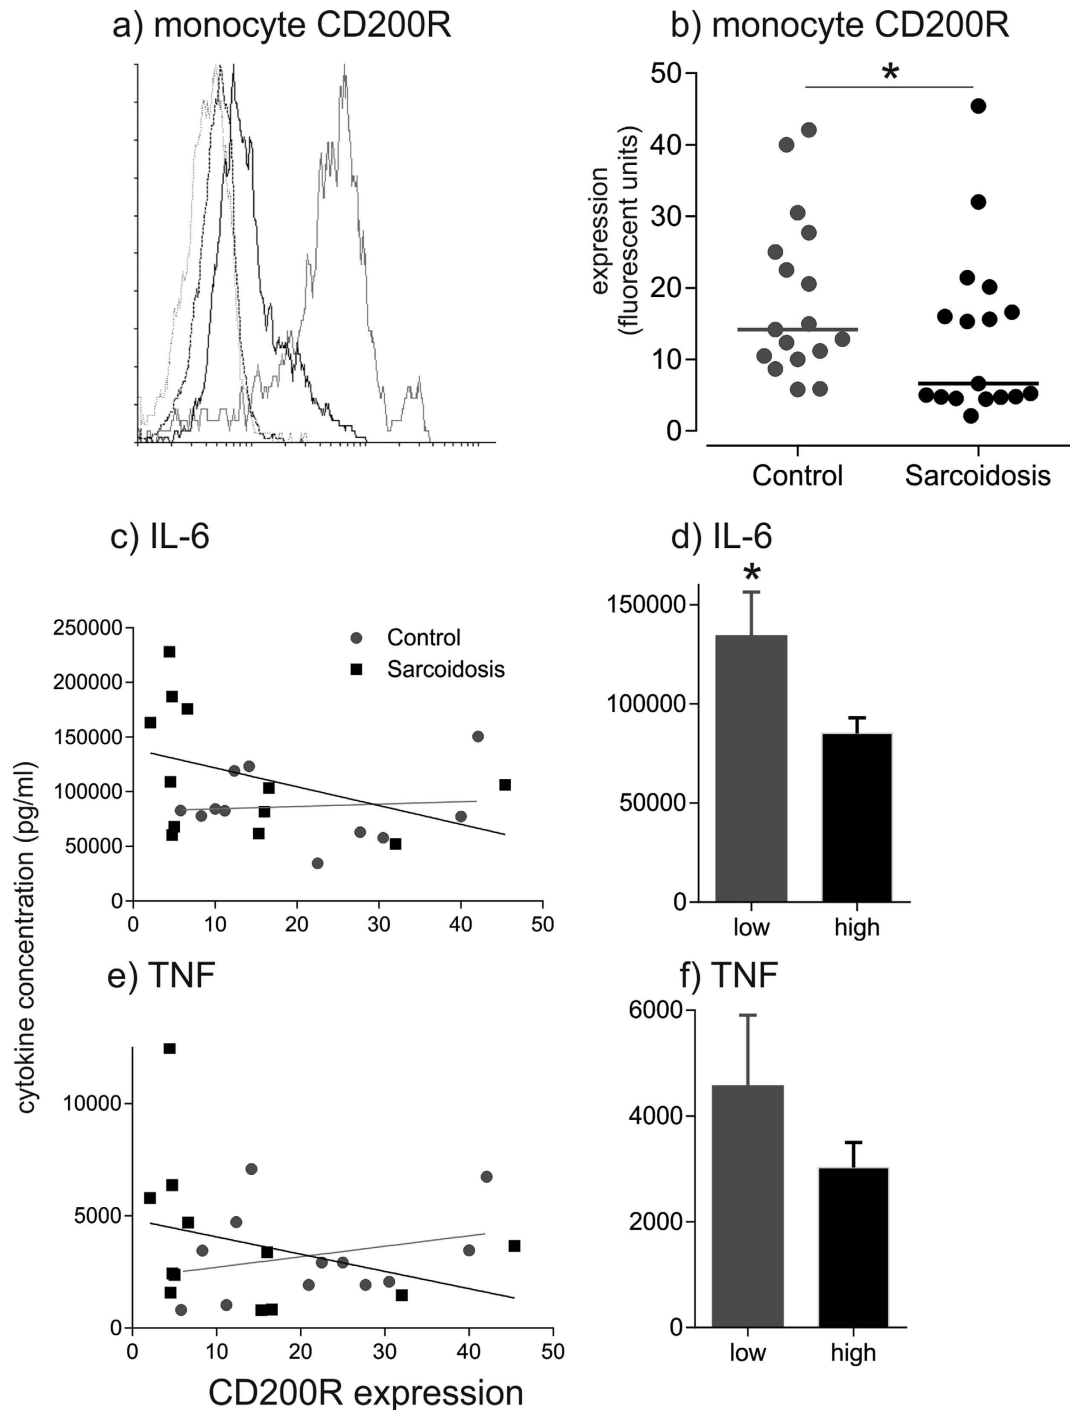 a) monocyte CD200R
b) monocyte CD200R
*
50
40
30
20
10
0
expression
(fluorescent units)
Control
Sarcoidosis
c) IL-6
250000
200000
150000
100000
50000
0
0
10
20
30
40
50
Control
Sarcoidosis
d) IL-6
*
150000
100000
50000
0
low
high
cytokine concentration (pg/ml)
e) TNF
10000
5000
0
0
10
20
30
40
50
CD200R expression
f) TNF
6000
4000
2000
0
low
high